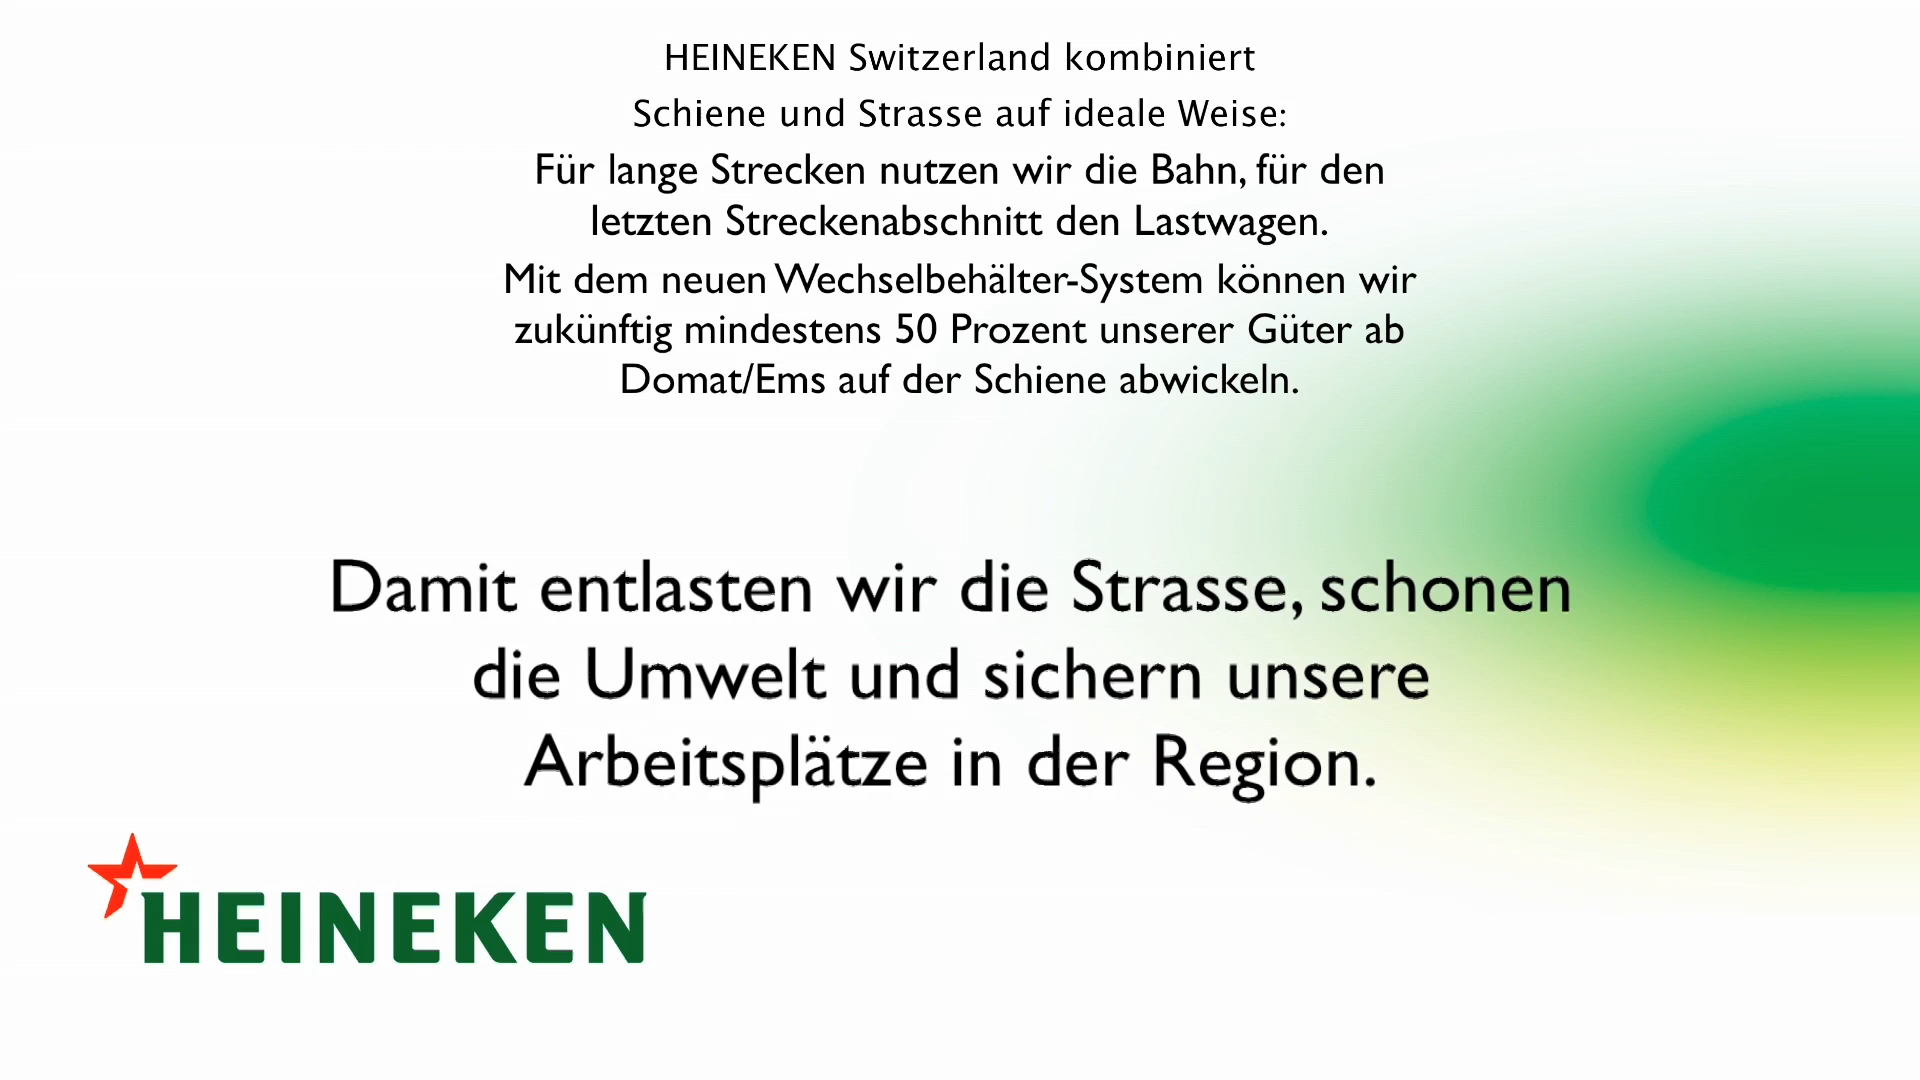 HEINEKEN Switzerland kombiniert
Schiene und Strasse auf ideale Weise:
Für lange Strecken nutzen wir die Bahn, für den
letzten Streckenabschnitt den Lastwagen.
Mit dem neuen Wechselbehälter-System können wir
zukünftig mindestens 50 Prozent unserer Güter ab
Domat/Ems auf der Schiene abwickeln.
Damit entlasten wir die Strasse, schonen
die Umwelt und sichern unsere
Arbeitsplätze in der Region.
HEINEKEN